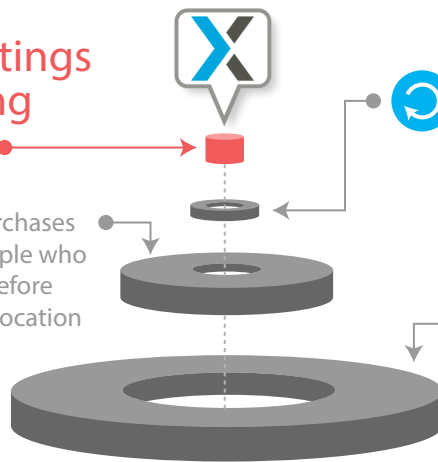 tings
ng
rchases
ple who
efore
ocation